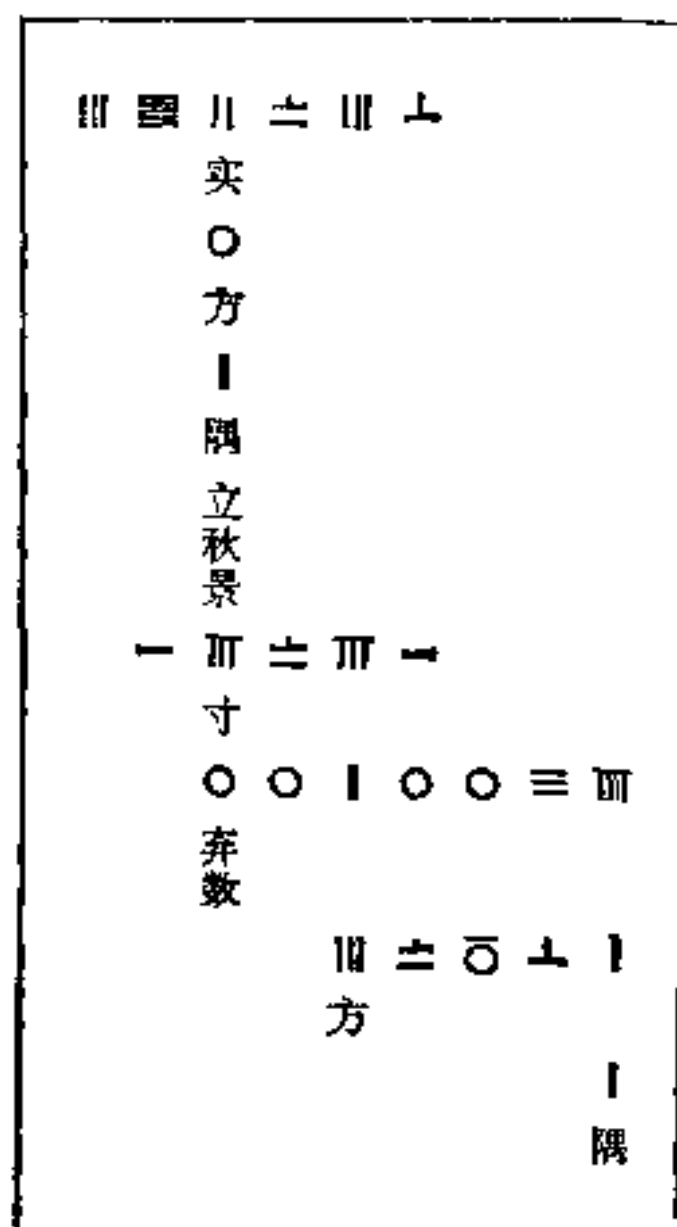 𝍢 𝍭 𝍡 𝍯 𝍢 𝍮
实
〇
方
𝍠
隅
立秋景
𝍩 𝍧 𝍯 𝍧 𝍩
寸
〇 〇 𝍠 〇 〇 𝍫 𝍨
弃数
𝍢 𝍯 𝍭 𝍮 𝍠
方
𝍠
隅